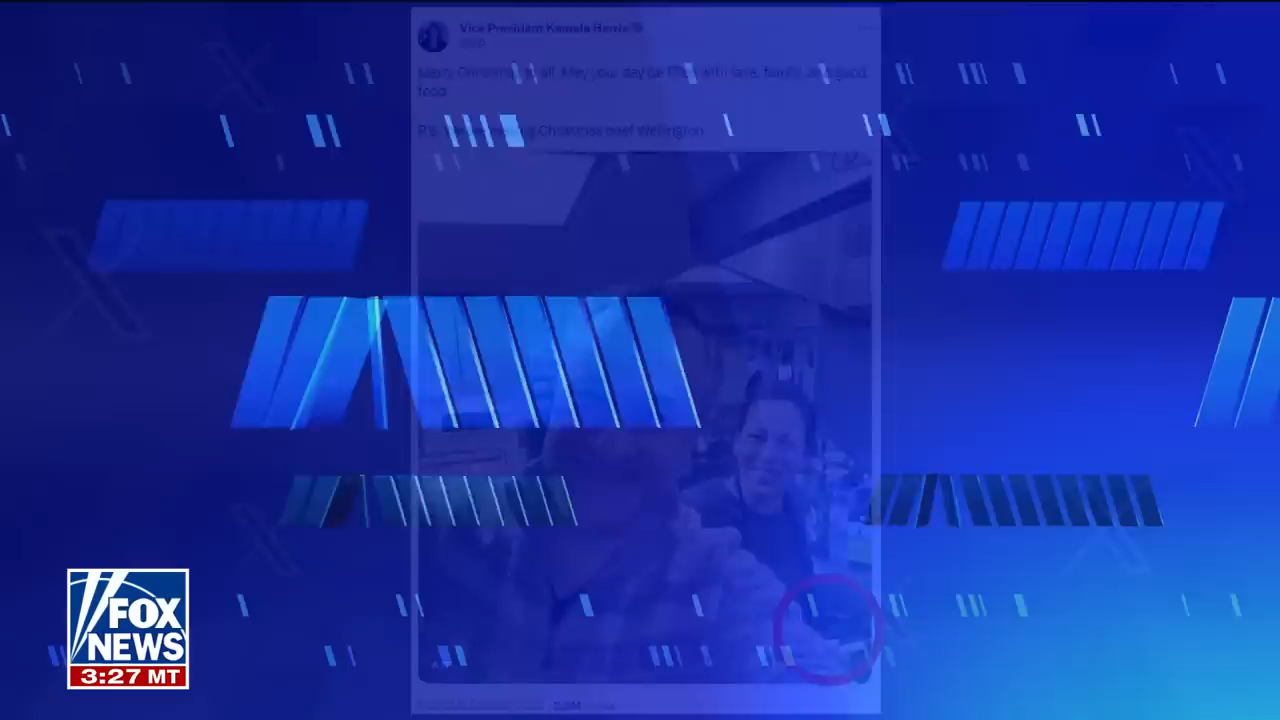 Vice President Kamala Harris
Merry Christmas to all. May your day be filled with love, family, and good
food.
P.S. Christmas beef Wellington
FOX
NEWS
3:27 MT